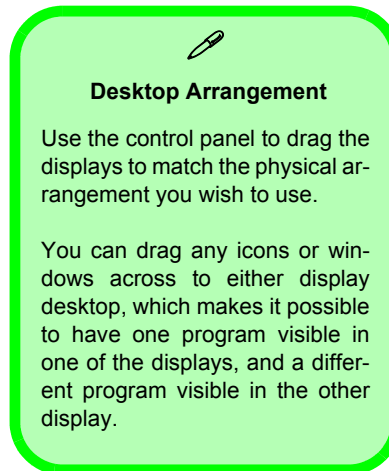 Desktop Arrangement
Use the control panel to drag the
displays to match the physical ar-
rangement you wish to use.
You can drag any icons or win-
dows across to either display
desktop, which makes it possible
to have one program visible in
one of the displays, and a differ-
ent program visible in the other
display.